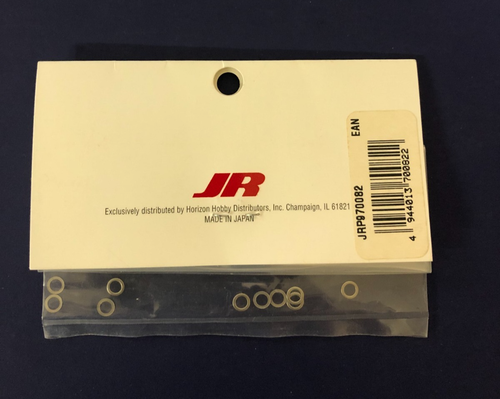 JR
Exclusively distributed by Horizon Hobby Distributors, Inc. Champaign, IL 61821
MADE IN JAPAN
JRP970082
EAN
4 944013 700822